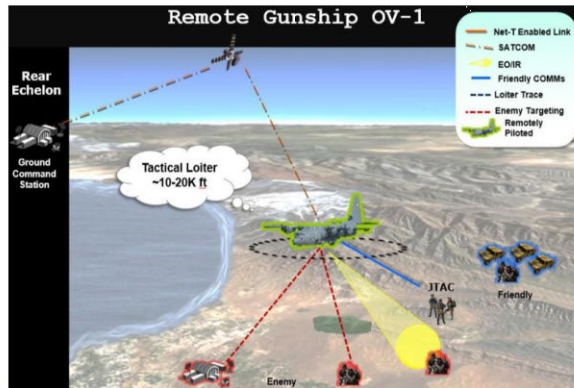 Remote Gunship OV-1
Net-T Enabled Link
SATCOM
EO/IR
Friendly COMMs
Loiter Trace
Enemy Targeting
Remotely
Piloted
Rear
Echelon
Ground
Command
Station
Tactical Loiter
~10-20K ft
JTAC
Friendly
Enemy